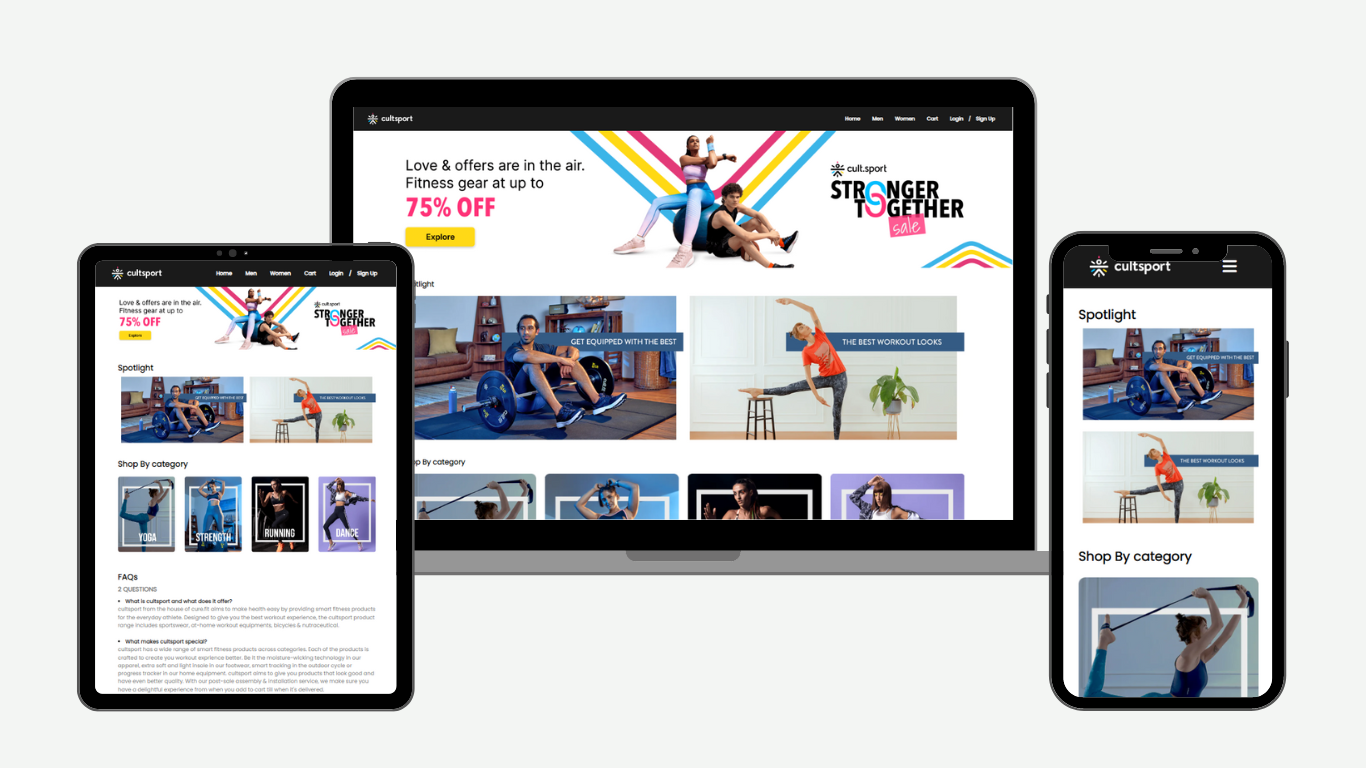 cultsport
Home Men Women Cart Login / Sign Up
Love & offers are in the air.
Fitness gear at up to
75% OFF
Explore
cult.sport
STRONGER
TOGETHER
sale
tlight
GET EQUIPPED WITH THE BEST
THE BEST WORKOUT LOOKS
p By category
cultsport
Home Men Women Cart Login / Sign Up
Love & offers are in the air.
Fitness gear at up to
75% OFF
Explore
cult.sport
STRONGER
TOGETHER
sale
Spotlight
GET EQUIPPED WITH THE BEST
THE BEST WORKOUT LOOKS
Shop By category
YOGA
STRENGTH
RUNNING
DANCE
FAQs
2 QUESTIONS
• What is cultsport and what does it offer?
cultsport from the house of cure.fit aims to make health easy by providing smart fitness products
for the everyday athlete. Designed to give you the best workout experience, the cultsport product
range includes sportswear, at-home workout equipments, bicycles & nutraceutical.
• What makes cultsport special?
cultsport has a wide range of smart fitness products across categories. Each of the products is
crafted to create you workout exprience better. Be it the moisture-wicking technology in our
apparel, extra soft and light insole in our footwear, smart tracking in the outdoor cycle or
progress tracker in our home equipment, cultsport aims to give you products that look good and
have even better quality. With our post-sale assembly & installation service, we make sure you
have a delightful experience from when you add to cart till when it's delivered.
cultsport
Spotlight
GET EQUIPPED WITH THE BEST
THE BEST WORKOUT LOOKS
Shop By category